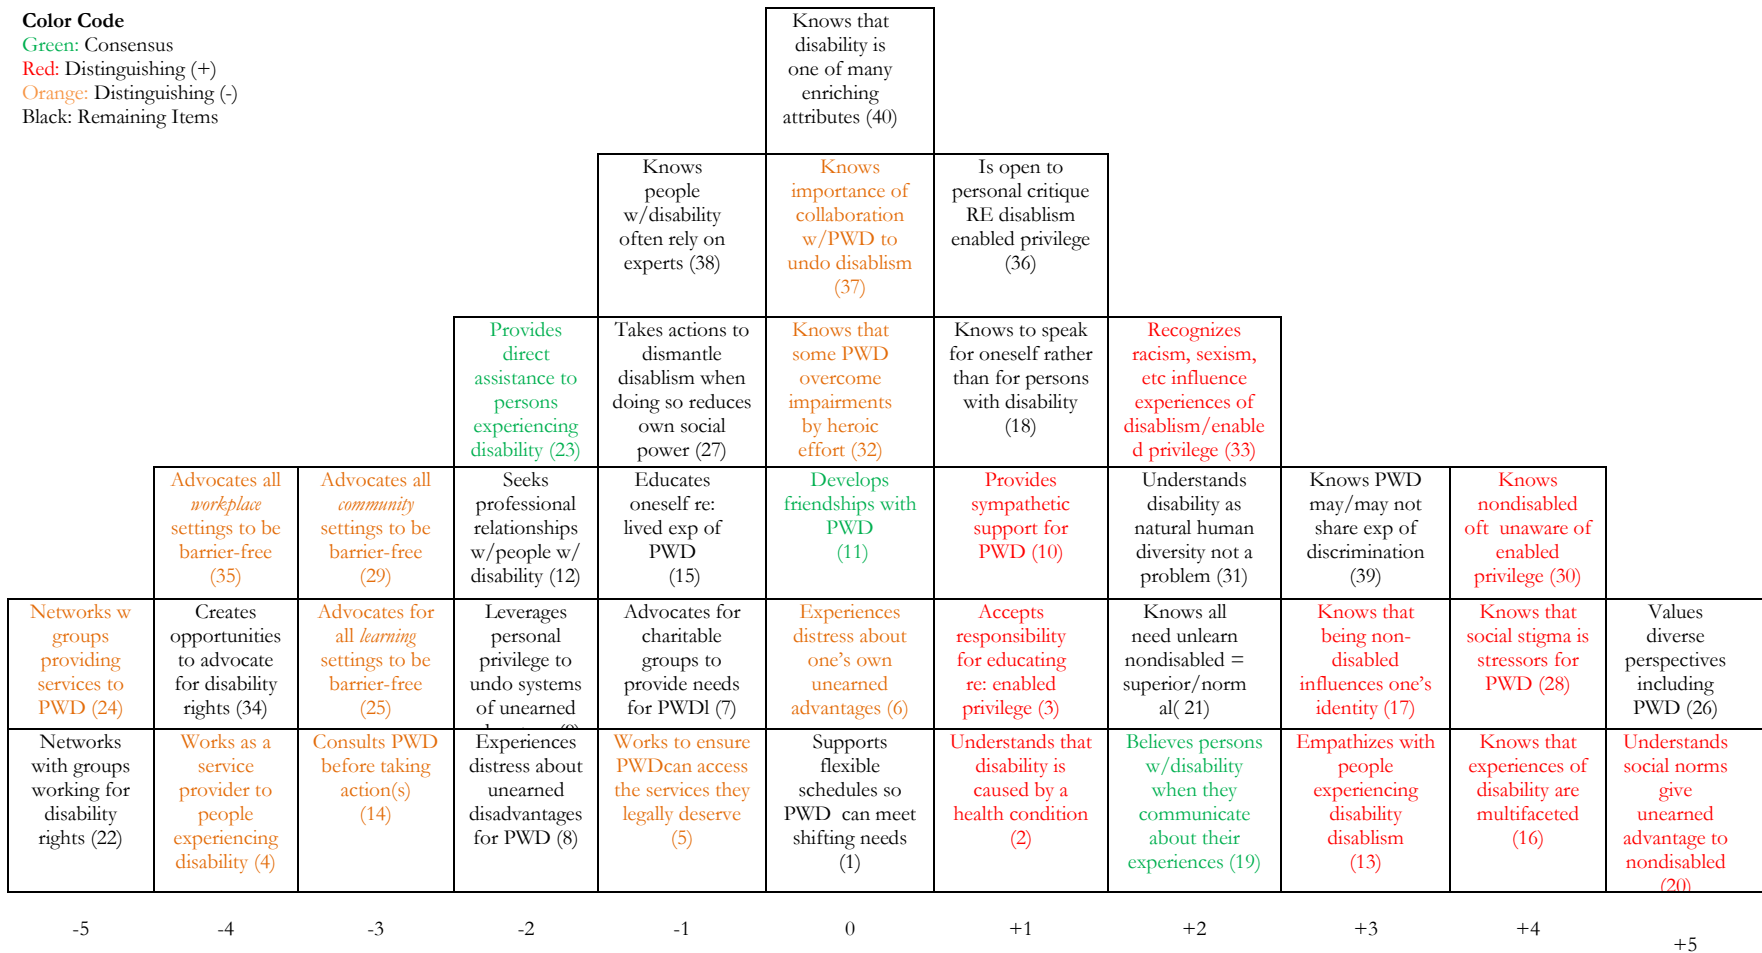 Color Code
Green: Consensus
Red: Distinguishing (+)
Orange: Distinguishing (-)
Black: Remaining Items
Knows that
disability is
one of many
enriching
attributes (40)
Knows
people
w/disability
often rely on
experts (38)
Knows
importance of
collaboration
w/PWD to
undo disablism
(37)
Is open to
personal critique
RE disablism
enabled privilege
(36)
Provides
direct
assistance to
persons
experiencing
disability (23)
Takes actions to
dismantle
disablism when
doing so reduces
own social
power (27)
Knows that
some PWD
overcome
impairments
by heroic
effort (32)
Knows to speak
for oneself rather
than for persons
with disability
(18)
Recognizes
racism, sexism,
etc influence
experiences of
disablism/enable
d privilege (33)
Advocates all
workplace
settings to be
barrier-free
(35)
Advocates all
community
settings to be
barrier-free
(29)
Seeks
professional
relationships
w/people w/
disability (12)
Educates
oneself re:
lived exp of
PWD
(15)
Develops
friendships with
PWD
(11)
Provides
sympathetic
support for
PWD (10)
Understands
disability as
natural human
diversity not a
problem (31)
Knows PWD
may/may not
share exp of
discrimination
(39)
Knows
nondisabled
oft unaware of
enabled
privilege (30)
Networks w
groups
providing
services to
PWD (24)
Creates
opportunities
to advocate
for disability
rights (34)
Advocates for
all learning
settings to be
barrier-free
(25)
Leverages
personal
privilege to
undo systems
of unearned
Advocates for
charitable
groups to
provide needs
for PWDl (7)
Experiences
distress about
one's own
unearned
advantages (6)
Accepts
responsibility
for educating
re: enabled
privilege (3)
Knows all
need unlearn
nondisabled =
superior/norm
al( 21)
Knows that
being non-
disabled
influences one's
identity (17)
Knows that
social stigma is
stressors for
PWD (28)
Values
diverse
perspectives
including
PWD (26)
Networks
with groups
working for
disability
rights (22)
Works as a
service
provider to
people
experiencing
disability (4)
Consults PWD
before taking
action(s)
(14)
Experiences
distress about
unearned
disadvantages
for PWD (8)
Works to ensure
PWDcan access
the services they
legally deserve
(5)
Supports
flexible
schedules so
PWD can meet
shifting needs
(1)
Understands that
disability is
caused by a
health condition
(2)
Believes persons
w/disability
when they
communicate
about their
experiences (19)
Empathizes with
people
experiencing
disability
disablism
(13)
Knows that
experiences of
disability are
multifaceted
(16)
Understands
social norms
give
unearned
advantage to
nondisabled
(20)
-5
-4
-3
-2
-1
0
+1
+2
+3
+4
+5